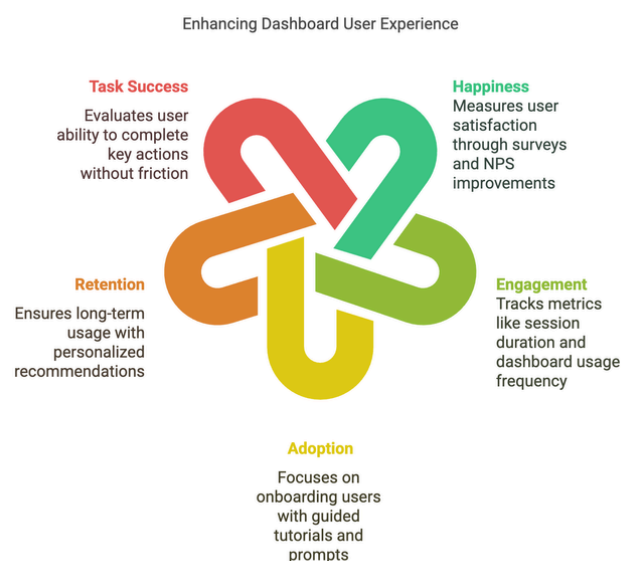 Enhancing Dashboard User Experience
Task Success
Evaluates user
ability to complete
key actions
without friction
Happiness
Measures user
satisfaction
through surveys
and NPS
improvements
Retention
Ensures long-term
usage with
personalized
recommendations
Engagement
Tracks metrics
like session
duration and
dashboard usage
frequency
Adoption
Focuses on
onboarding users
with guided
tutorials and
prompts